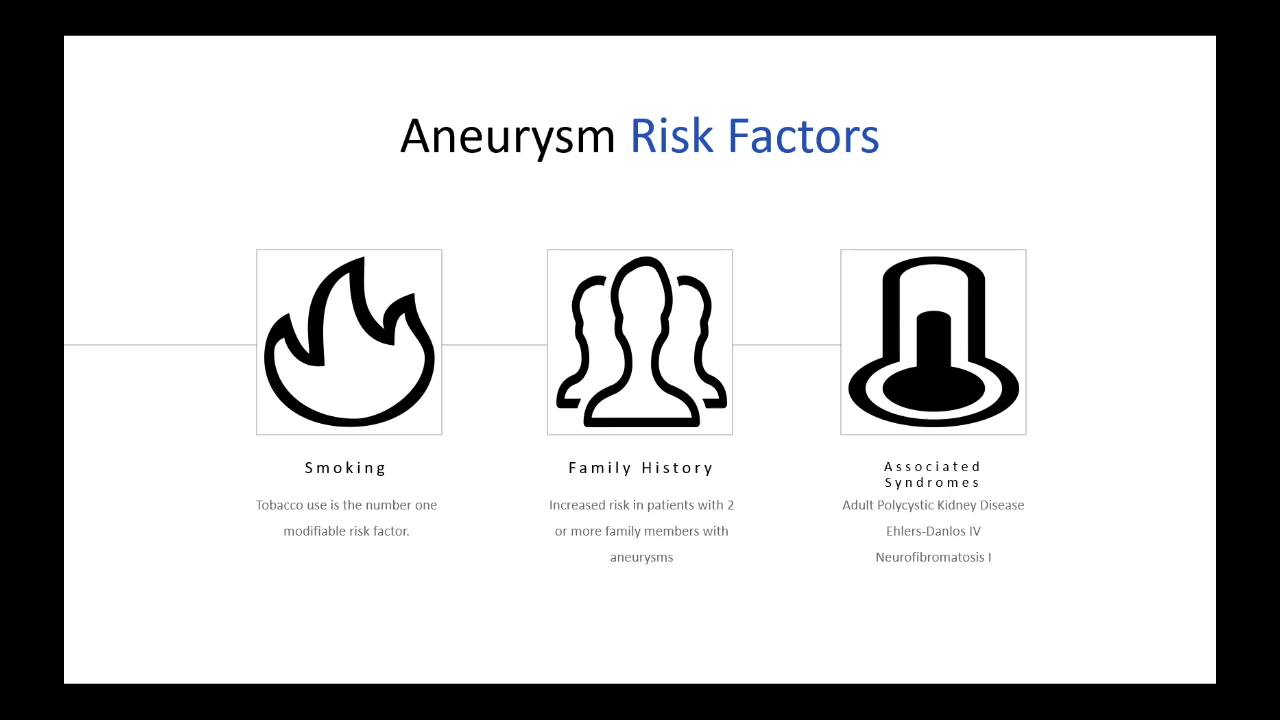 Aneurysm Risk Factors
Smoking
Tobacco use is the number one
modifiable risk factor.
Family History
Increased risk in patients with 2
or more family members with
aneurysms
Associated
Syndromes
Adult Polycystic Kidney Disease
Ehlers-Danlos IV
Neurofibromatosis I